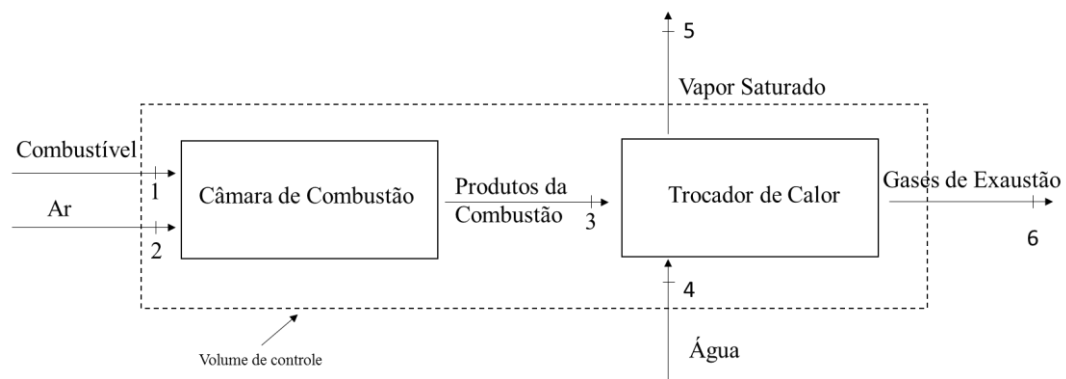 5
Vapor Saturado
Combustível
1
Ar
2
Câmara de Combustão
Produtos da
Combustão
3
Trocador de Calor
Gases de Exaustão
6
4
Água
Volume de controle